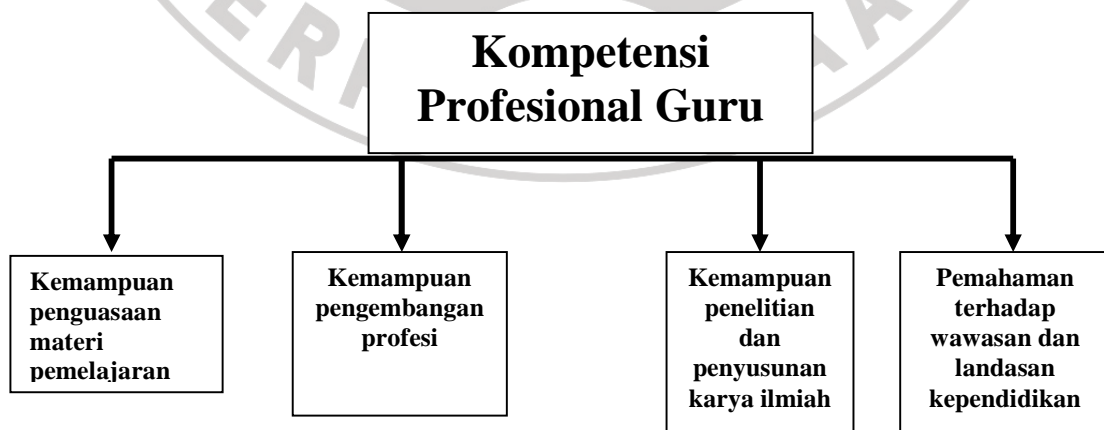 Kompetensi
Profesional Guru
Kemampuan
penguasaan
materi
pemelajaran
Kemampuan
pengembangan
profesi
Kemampuan
penelitian
dan
penyusunan
karya ilmiah
Pemahaman
terhadap
wawasan dan
landasan
kependidikan